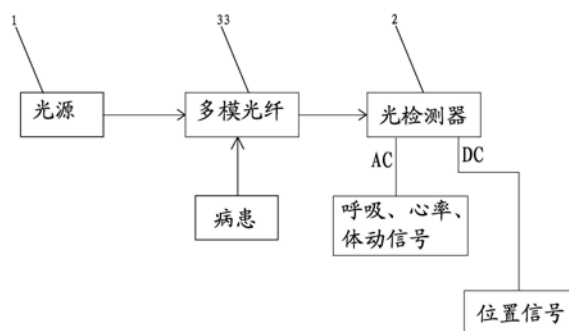 1
33
2
光源
多模光纤
光检测器
AC
DC
病患
呼吸、心率、
体动信号
位置信号